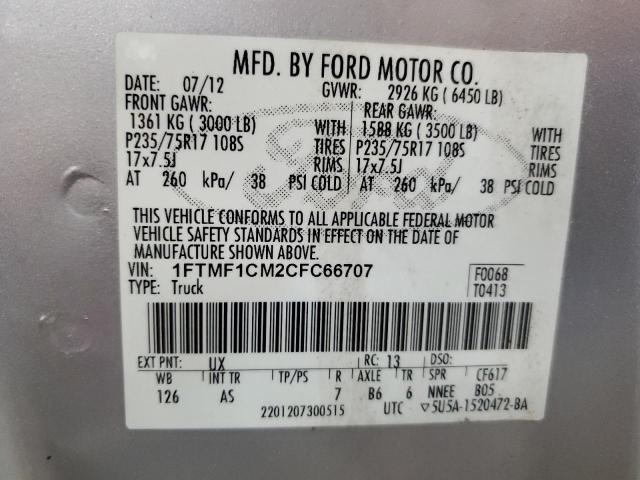 MFD. BY FORD MOTOR CO.
DATE: 07/12 GVWR: 2926 KG ( 6450 LB)
FRONT GAWR: REAR GAWR:
1361 KG ( 3000 LB) WITH 1588 KG ( 3500 LB) WITH
P235/75R17 108S TIRES P235/75R17 108S TIRES
17x7.5J RIMS 17x7.5J RIMS
AT 260 kPa/ 38 PSI COLD AT 260 kPa/ 38 PSI COLD
THIS VEHICLE CONFORMS TO ALL APPLICABLE FEDERAL MOTOR
VEHICLE SAFETY STANDARDS IN EFFECT ON THE DATE OF
MANUFACTURE SHOWN ABOVE.
VIN: 1FTMF1CM2CFC66707 F0068
TYPE: Truck T0413
EXT PNT: UX RC: 13 DSO:
WB INT TR TP/PS R AXLE TR SPR CF617
126 AS 7 B6 6 NNEE B05
2201207300515 UTC ▽5U5A-1520472-BA
Ford